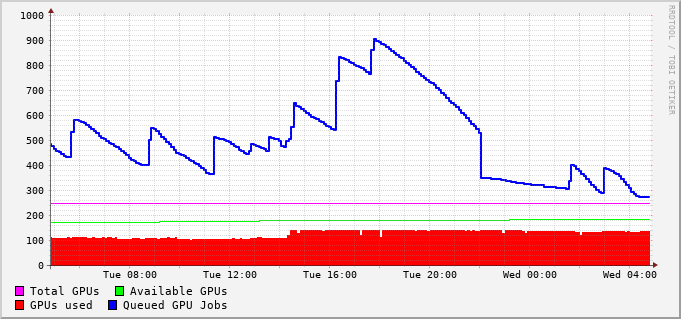 1000
900
800
700
600
500
400
300
200
100
0
Tue 08:00 Tue 12:00 Tue 16:00 Tue 20:00 Wed 00:00 Wed 04:00
Total GPUs Available GPUs
GPUs used Queued GPU Jobs
RRDTOOL / TOBI OETIKER